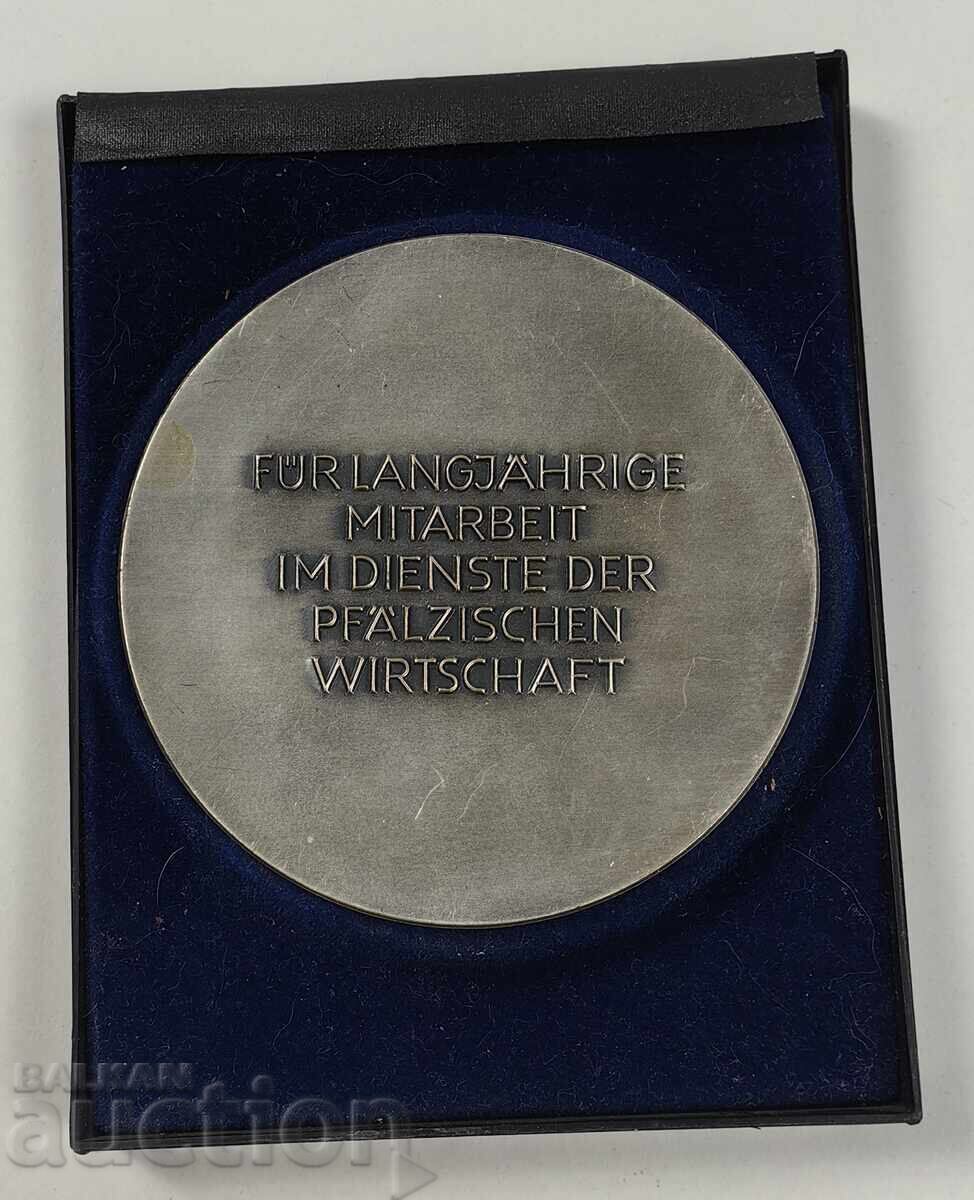 FÜR LANGJÄHRIGE
MITARBEIT
IM DIENSTE DER
PFÄLZISCHEN
WIRTSCHAFT
BALKAN
auction